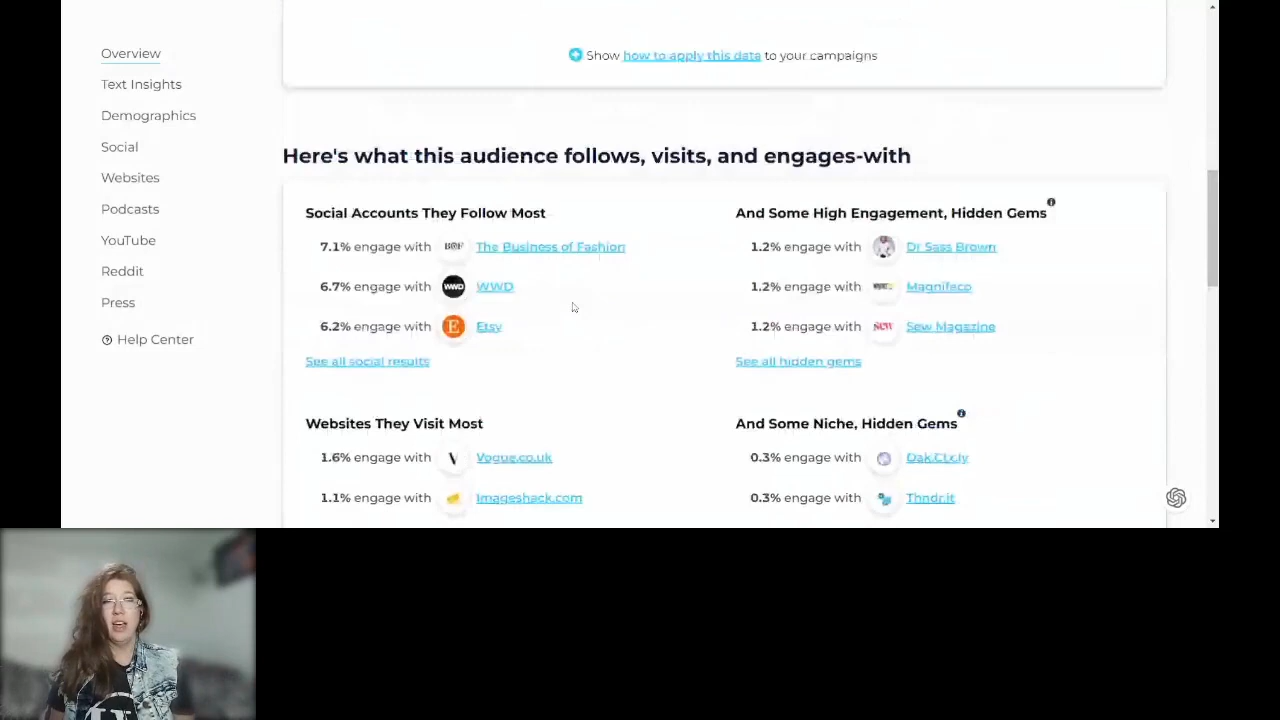 Overview
Text Insights
Demographics
Social
Websites
Podcasts
YouTube
Reddit
Press
Help Center
Show how to apply this data to your campaigns
Here's what this audience follows, visits, and engages-with
Social Accounts They Follow Most
7.1% engage with BOF The Business of Fashion
6.7% engage with WWD WWD
6.2% engage with E Etsy
See all social results
And Some High Engagement, Hidden Gems
1.2% engage with Dr Sass Brown
1.2% engage with Magnifeco
1.2% engage with Sew Magazine
See all hidden gems
Websites They Visit Most
1.6% engage with V Vogue.co.uk
1.1% engage with Imageshack.com
And Some Niche, Hidden Gems
0.3% engage with Oak.Ctx.ly
0.3% engage with Thndr.it